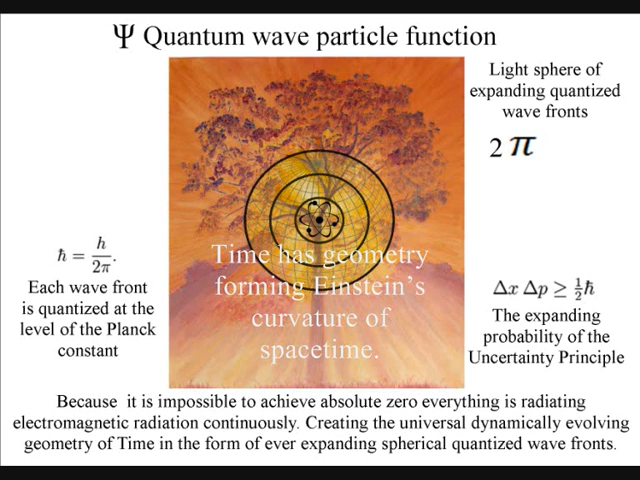 Ψ Quantum wave particle function
Light sphere of
expanding quantized
wave fronts
2 π
Time has geometry
forming Einstein's
curvature of
spacetime.
ℏ = h/2π.
Each wave front
is quantized at the
level of the Planck
constant
Δx Δp ≥ ½ℏ
The expanding
probability of the
Uncertainty Principle
Because it is impossible to achieve absolute zero everything is radiating
electromagnetic radiation continuously. Creating the universal dynamically evolving
geometry of Time in the form of ever expanding spherical quantized wave fronts.